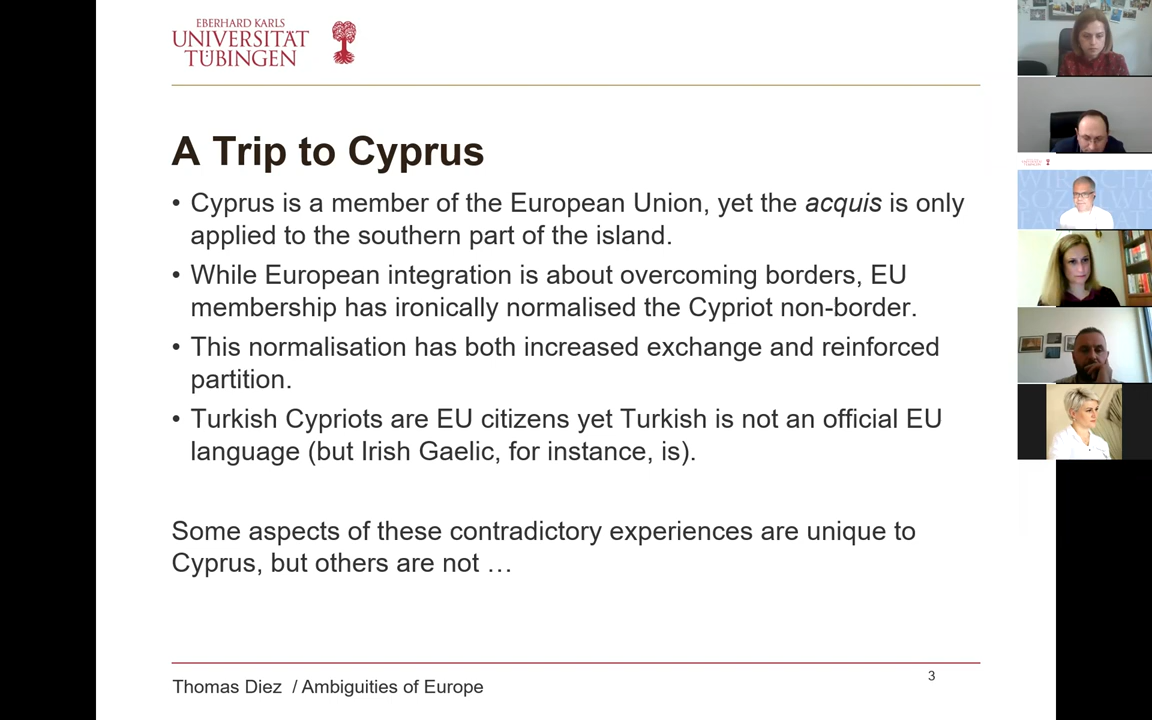 EBERHARD KARLS
UNIVERSITÄT
TÜBINGEN
A Trip to Cyprus
• Cyprus is a member of the European Union, yet the acquis is only
applied to the southern part of the island.
• While European integration is about overcoming borders, EU
membership has ironically normalised the Cypriot non-border.
• This normalisation has both increased exchange and reinforced
partition.
• Turkish Cypriots are EU citizens yet Turkish is not an official EU
language (but Irish Gaelic, for instance, is).
Some aspects of these contradictory experiences are unique to
Cyprus, but others are not …
Thomas Diez / Ambiguities of Europe
3